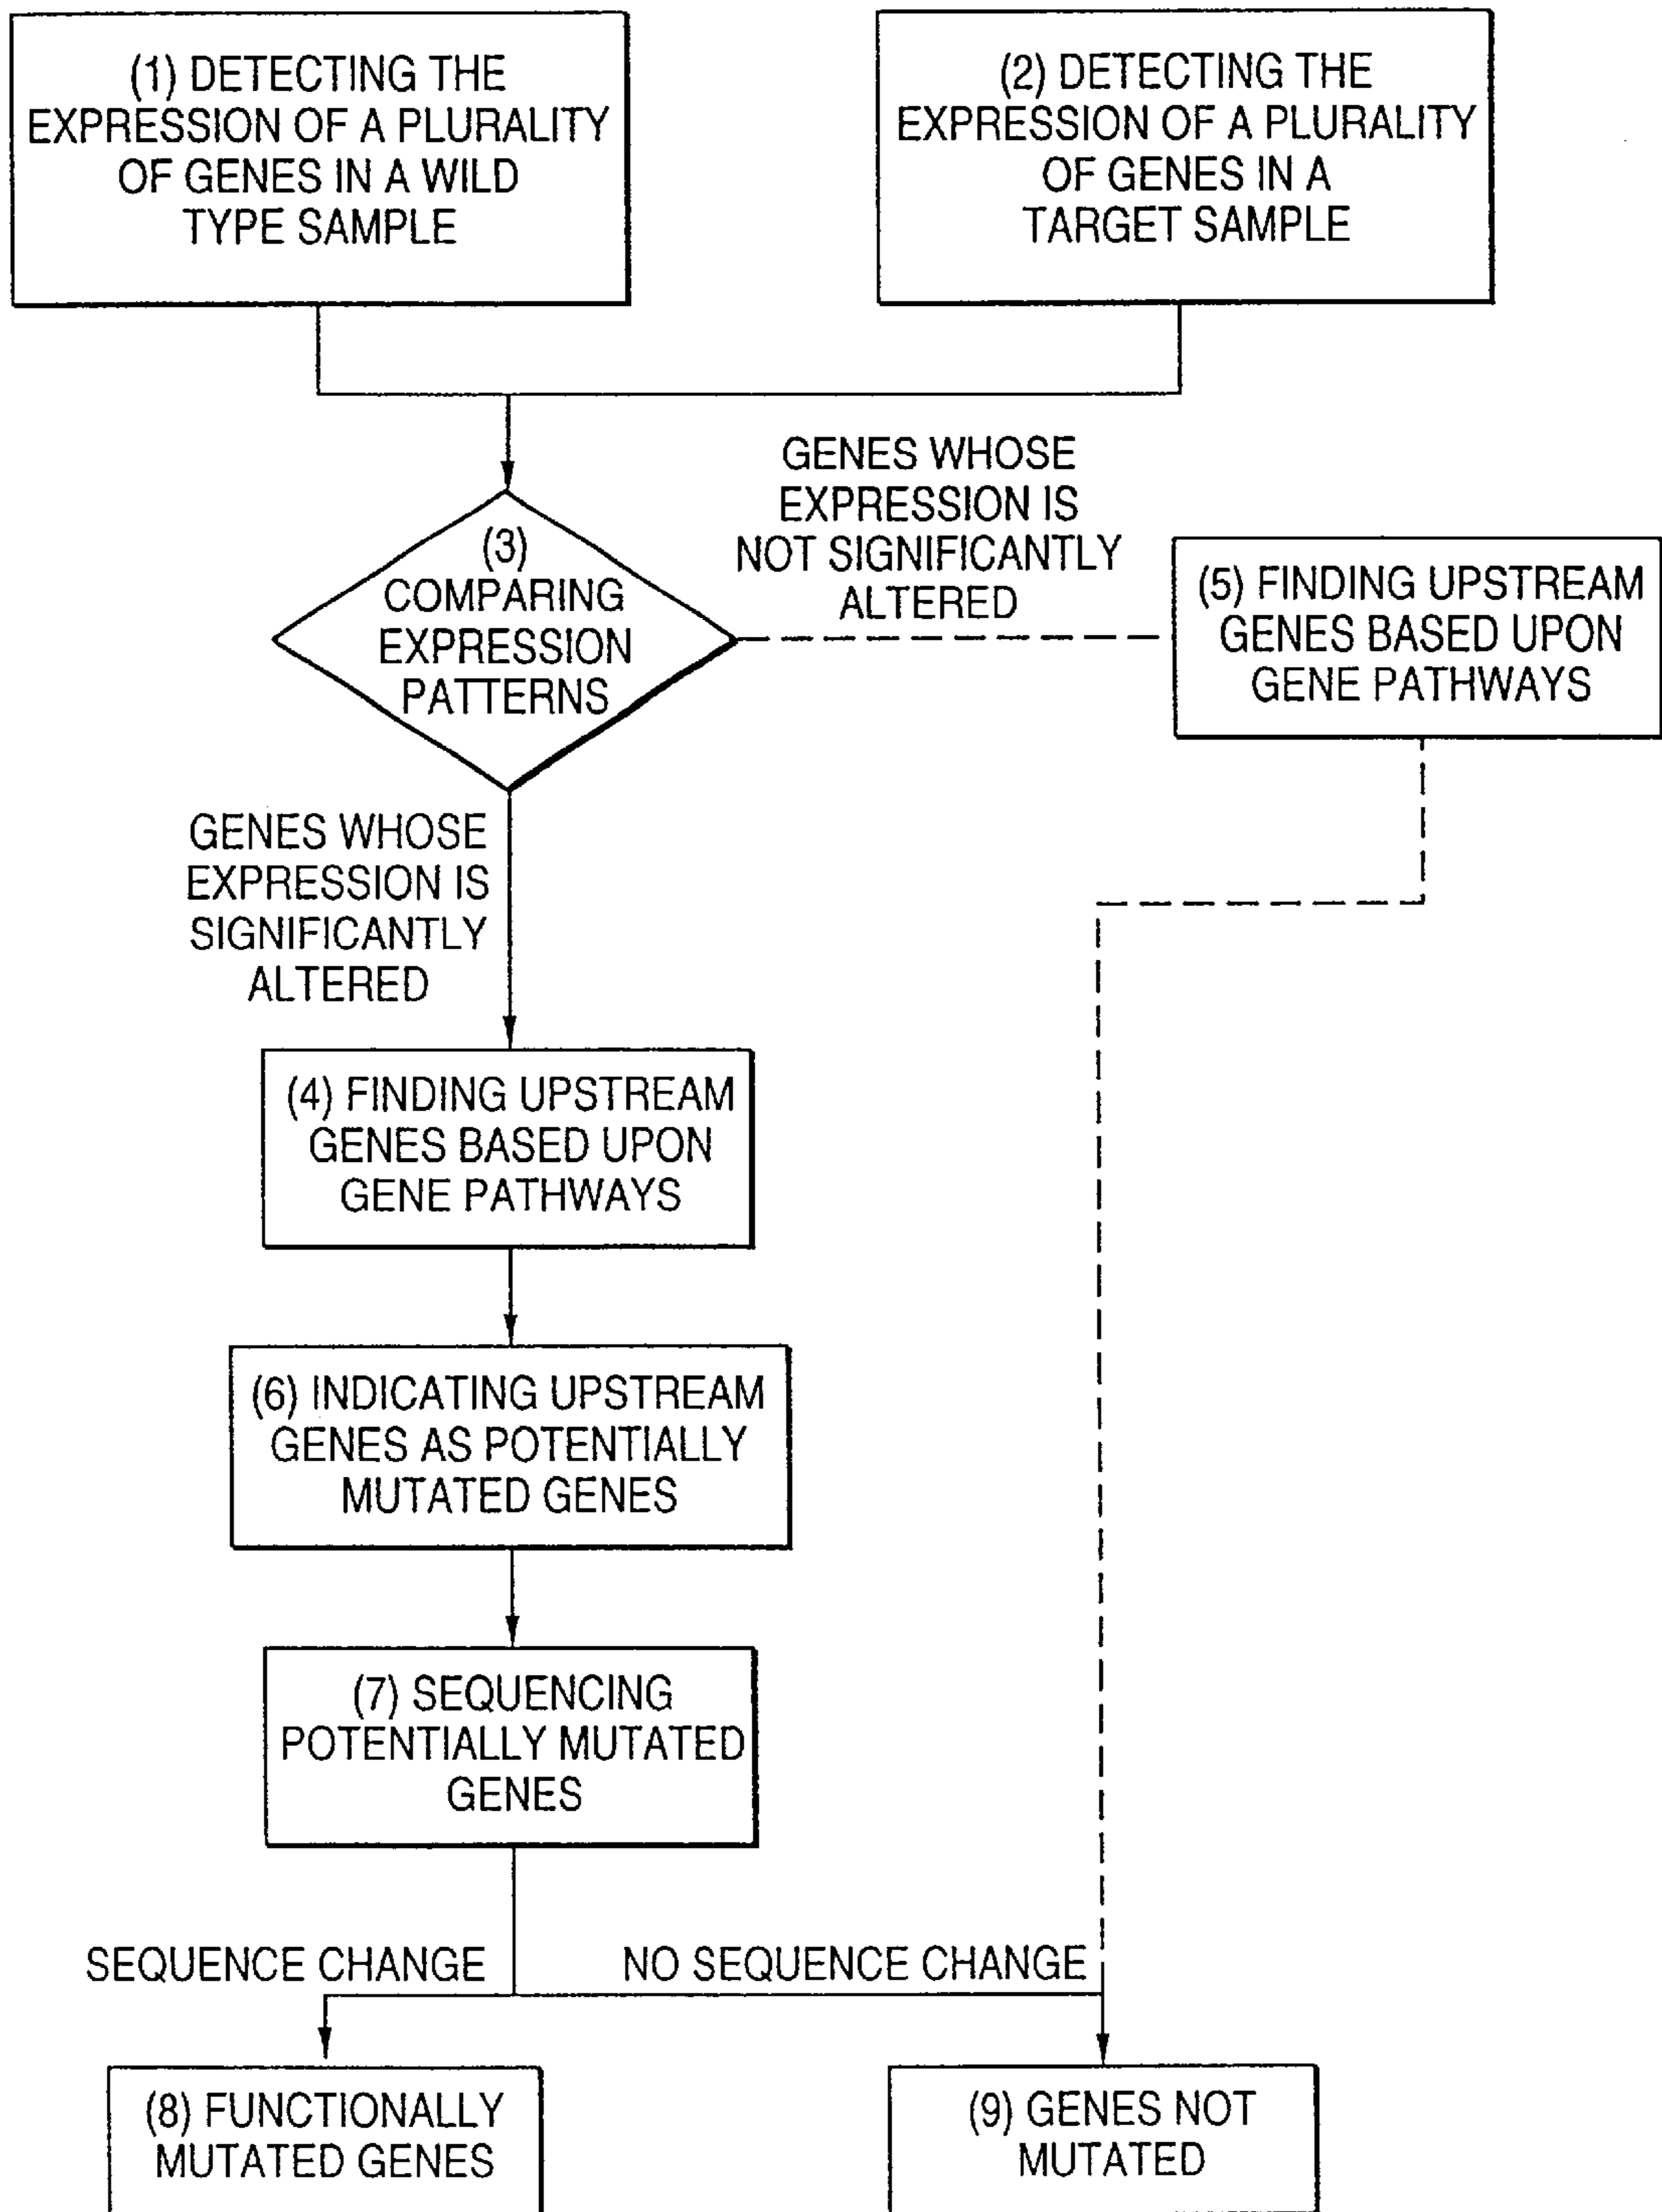 (1) DETECTING THE
EXPRESSION OF A PLURALITY
OF GENES IN A WILD
TYPE SAMPLE
(2) DETECTING THE
EXPRESSION OF A PLURALITY
OF GENES IN A
TARGET SAMPLE
(3)
COMPARING
EXPRESSION
PATTERNS
GENES WHOSE
EXPRESSION IS
NOT SIGNIFICANTLY
ALTERED
(5) FINDING UPSTREAM
GENES BASED UPON
GENE PATHWAYS
GENES WHOSE
EXPRESSION IS
SIGNIFICANTLY
ALTERED
(4) FINDING UPSTREAM
GENES BASED UPON
GENE PATHWAYS
(6) INDICATING UPSTREAM
GENES AS POTENTIALLY
MUTATED GENES
(7) SEQUENCING
POTENTIALLY MUTATED
GENES
SEQUENCE CHANGE
NO SEQUENCE CHANGE
(8) FUNCTIONALLY
MUTATED GENES
(9) GENES NOT
MUTATED